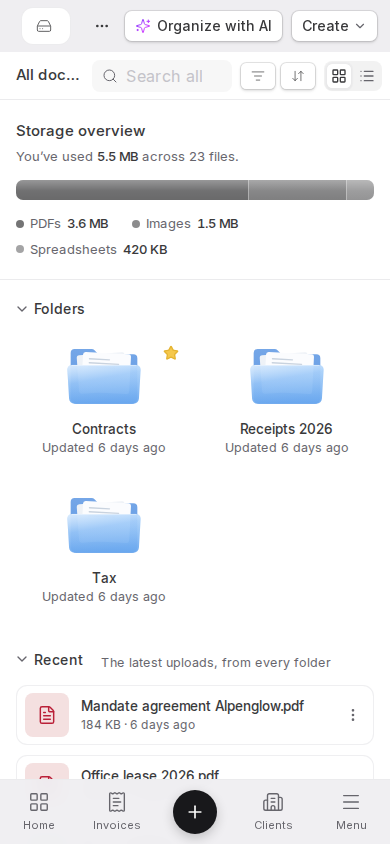 Organize with AI
Create
All doc...
Search all
Storage overview
You've used 5.5 MB across 23 files.
PDFs 3.6 MB
Images 1.5 MB
Spreadsheets 420 KB
Folders
Contracts
Updated 6 days ago
Receipts 2026
Updated 6 days ago
Tax
Updated 6 days ago
Recent
The latest uploads, from every folder
Mandate agreement Alpenglow.pdf
184 KB · 6 days ago
Office lease 2026.pdf
Home
Invoices
Clients
Menu